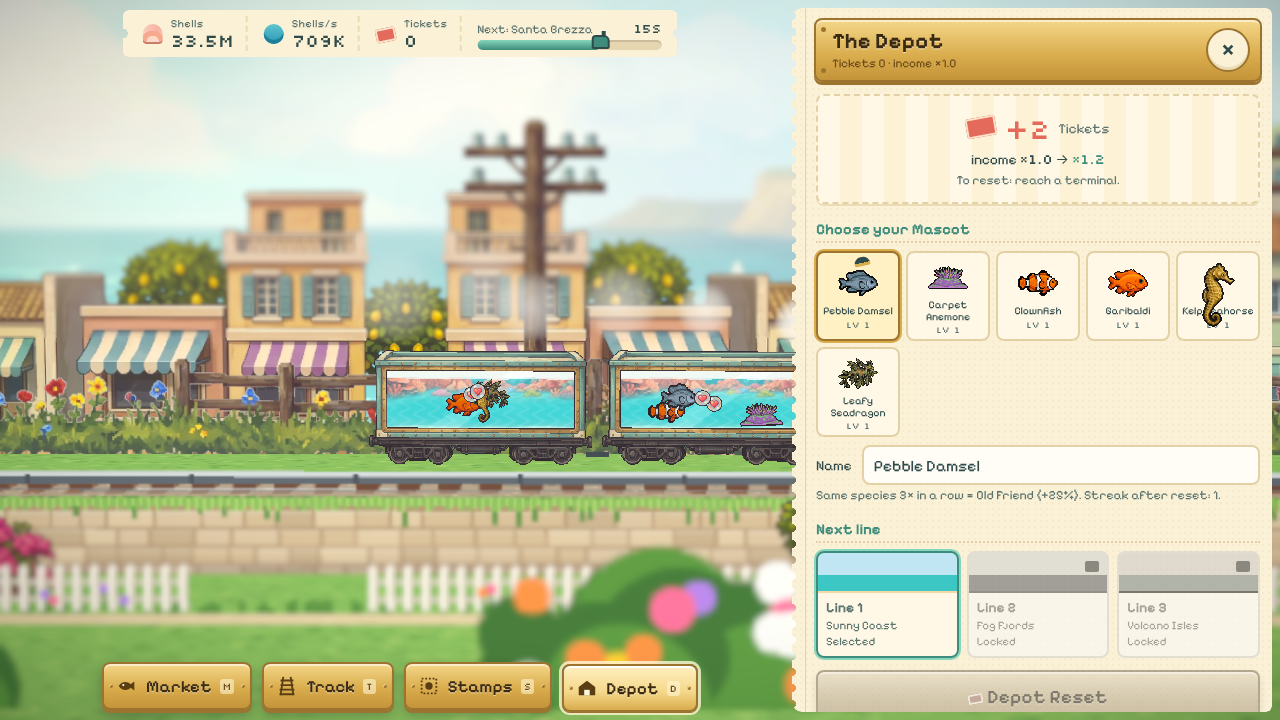 Shells
33.5M
Shells/s
709K
Tickets
0
Next: Santa Brezza
15s
The Depot
Tickets 0 · income ×1.0
×
+2 Tickets
income ×1.0 → ×1.2
To reset: reach a terminal.
Choose your Mascot
Pebble Damsel
LV 1
Carpet
Anemone
LV 1
Clownfish
LV 1
Garibaldi
LV 1
Leafy
Seadragon
LV 1
Name
Pebble Damsel
Same species 3× in a row = Old Friend (+25%). Streak after reset: 1.
Next line
Line 1
Sunny Coast
Selected
Line 2
Fog Fjords
Locked
Line 3
Volcano Isles
Locked
Depot Reset
Market M
Track T
Stamps S
Depot D